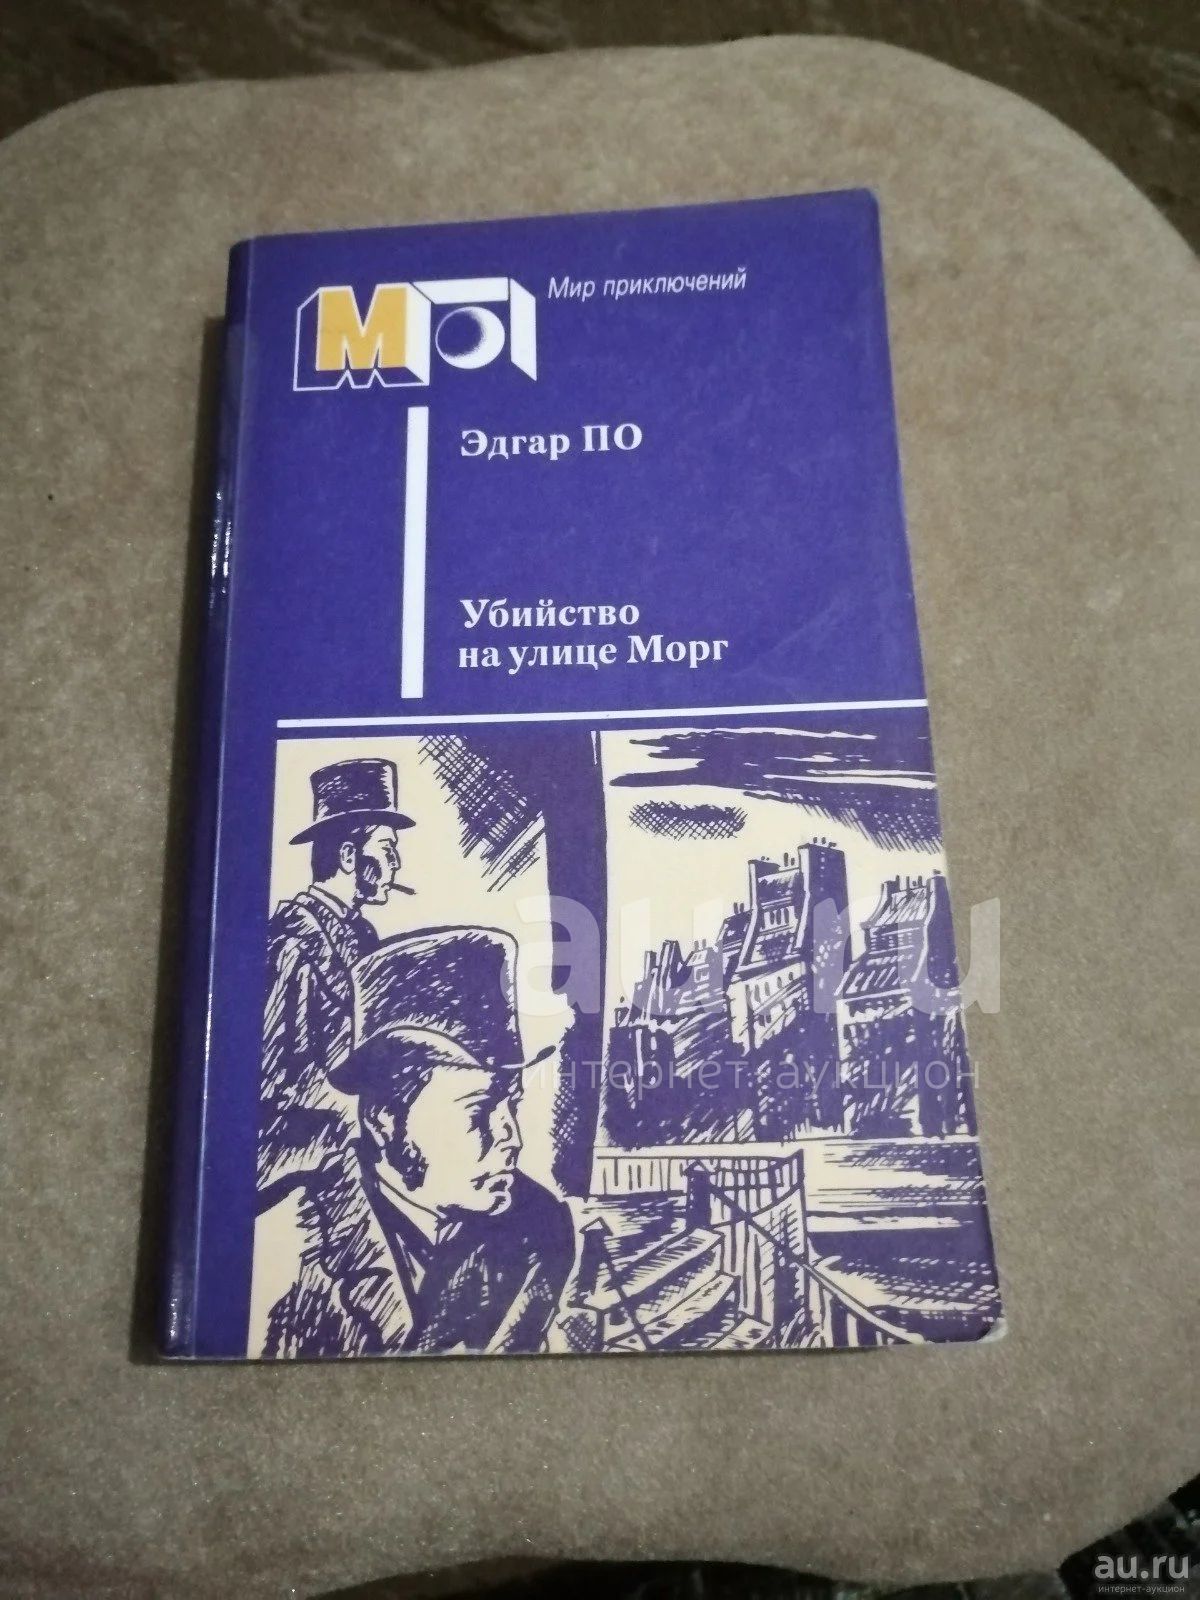 М
Мир приключений
Эдгар ПО
Убийство
на улице Морг
au.ru
интернет-аукцион
au.ru
интернет-аукцион